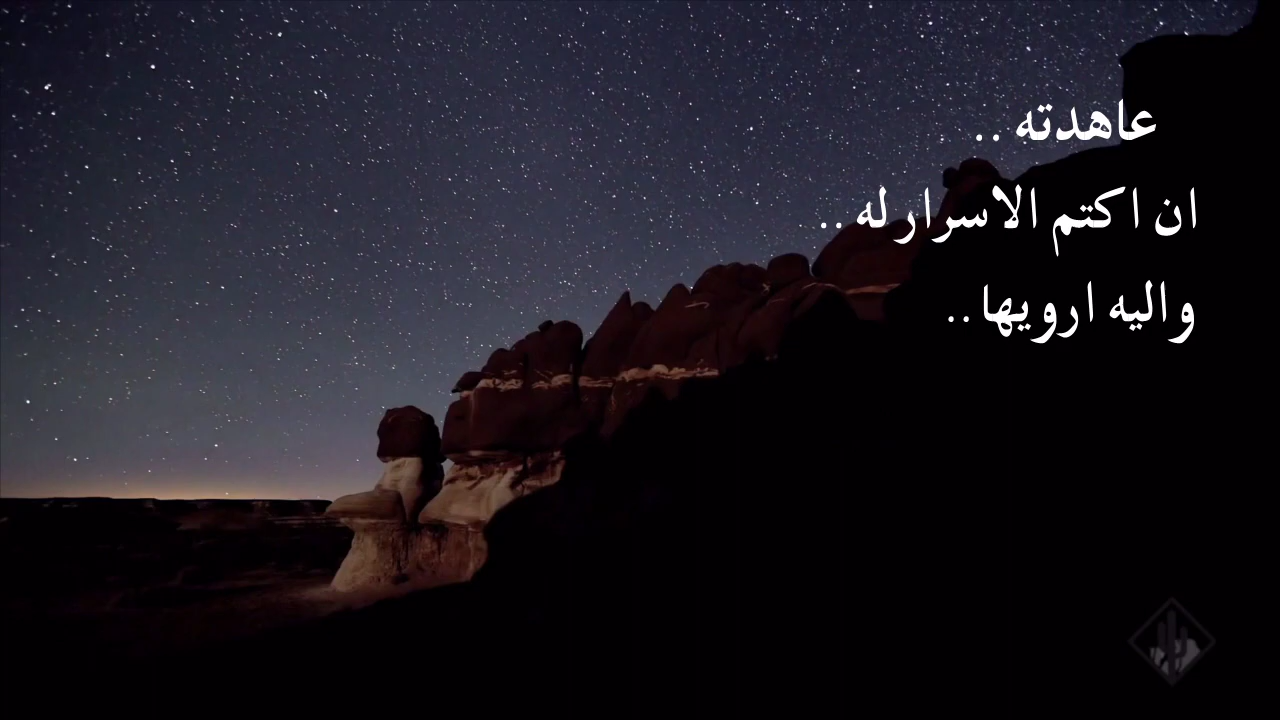 عاهدته ..
ان اكتم الاسرار له ..
واليه ارويها ..